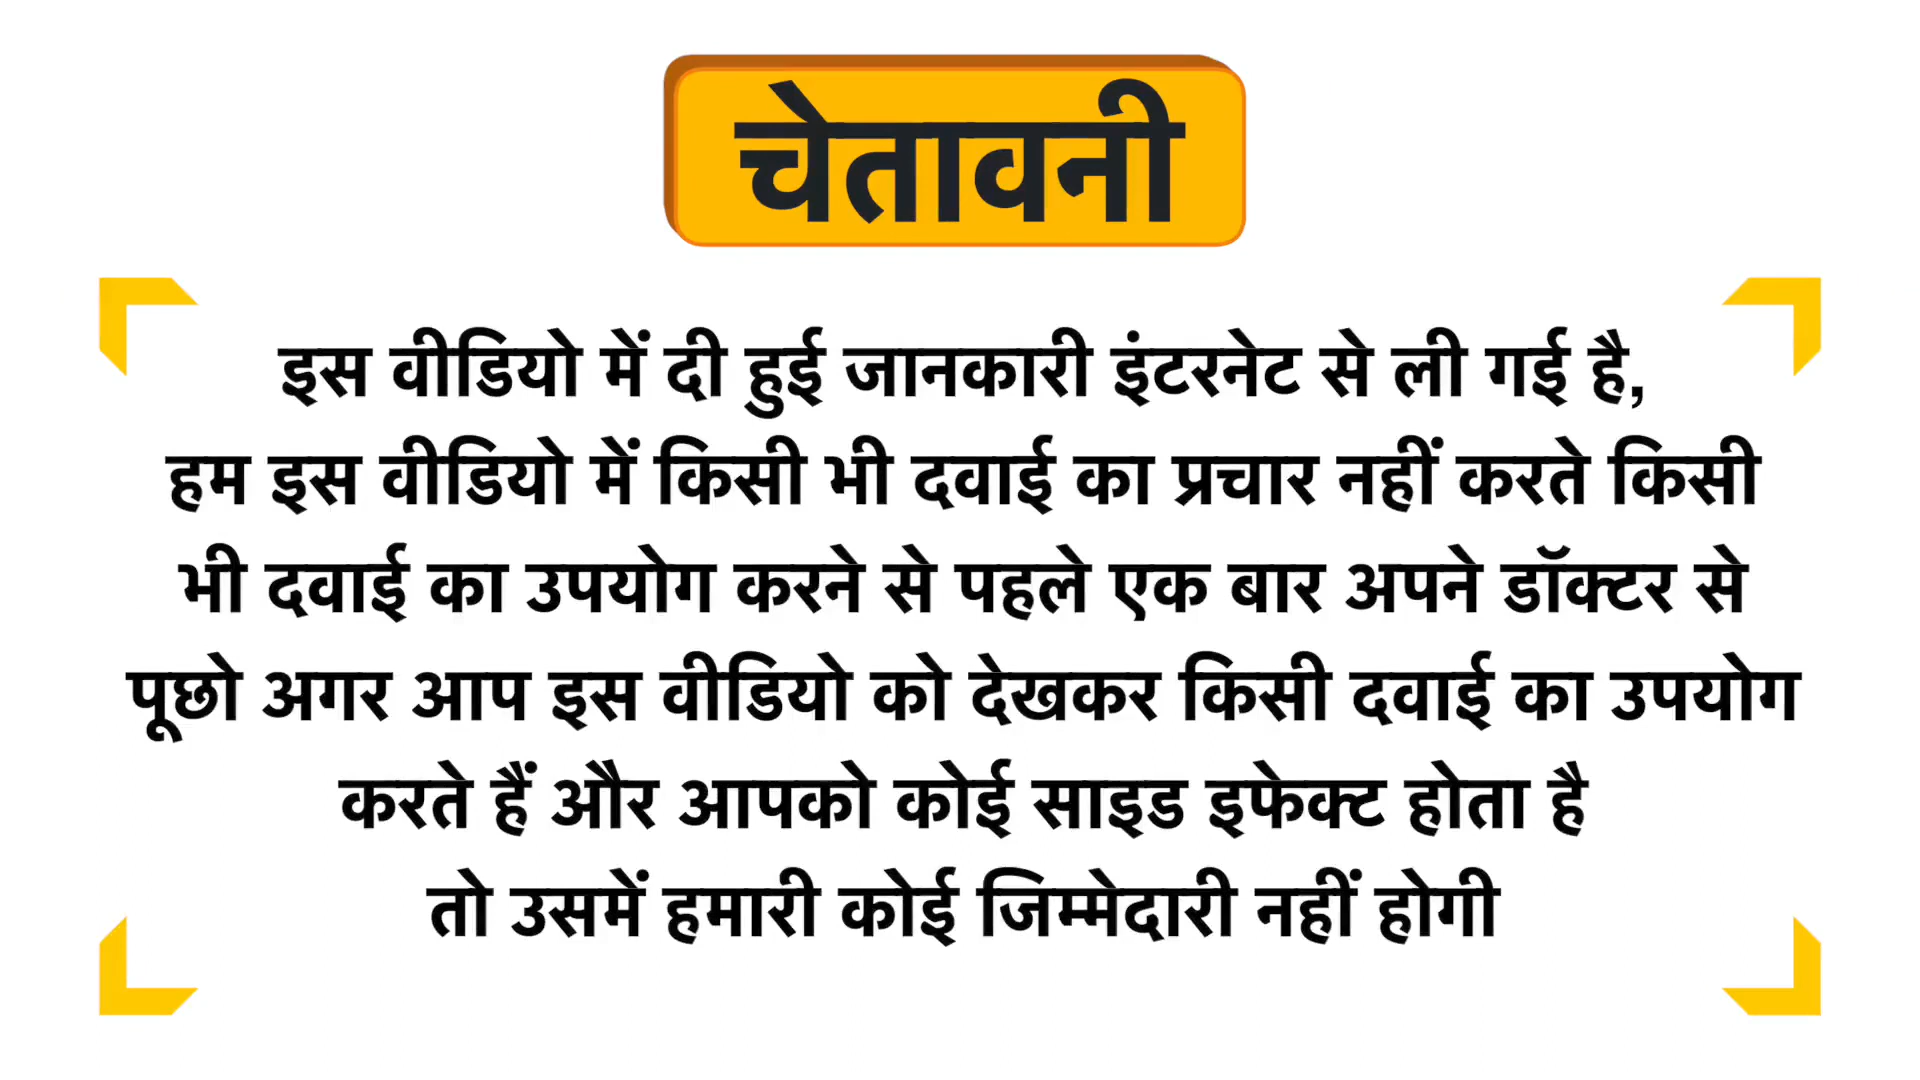 चेतावनी
इस वीडियो में दी हुई जानकारी इंटरनेट से ली गई है,
हम इस वीडियो में किसी भी दवाई का प्रचार नहीं करते किसी
भी दवाई का उपयोग करने से पहले एक बार अपने डॉक्टर से
पूछो अगर आप इस वीडियो को देखकर किसी दवाई का उपयोग
करते हैं और आपको कोई साइड इफेक्ट होता है
तो उसमें हमारी कोई जिम्मेदारी नहीं होगी